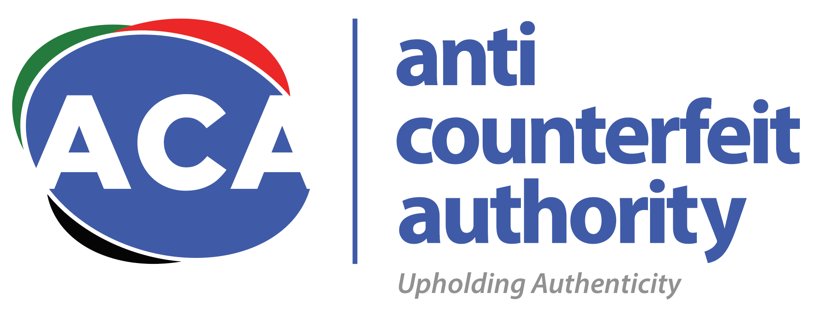 ACA
anti
counterfeit
authority
Upholding Authenticity